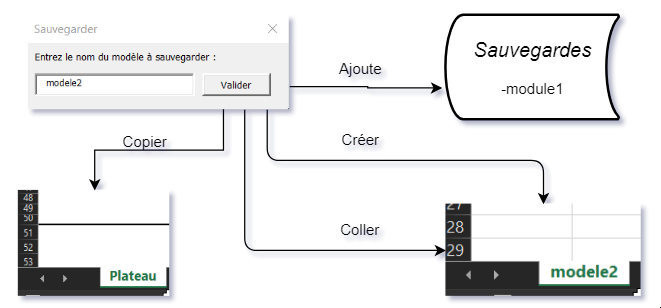 Sauvegarder
Entrez le nom du modèle à sauvegarder :
modele2
Valider
Ajoute
Sauvegardes
-module1
Copier
Créer
Coller
48
49
50
51
52
53
Plateau
27
28
29
modele2